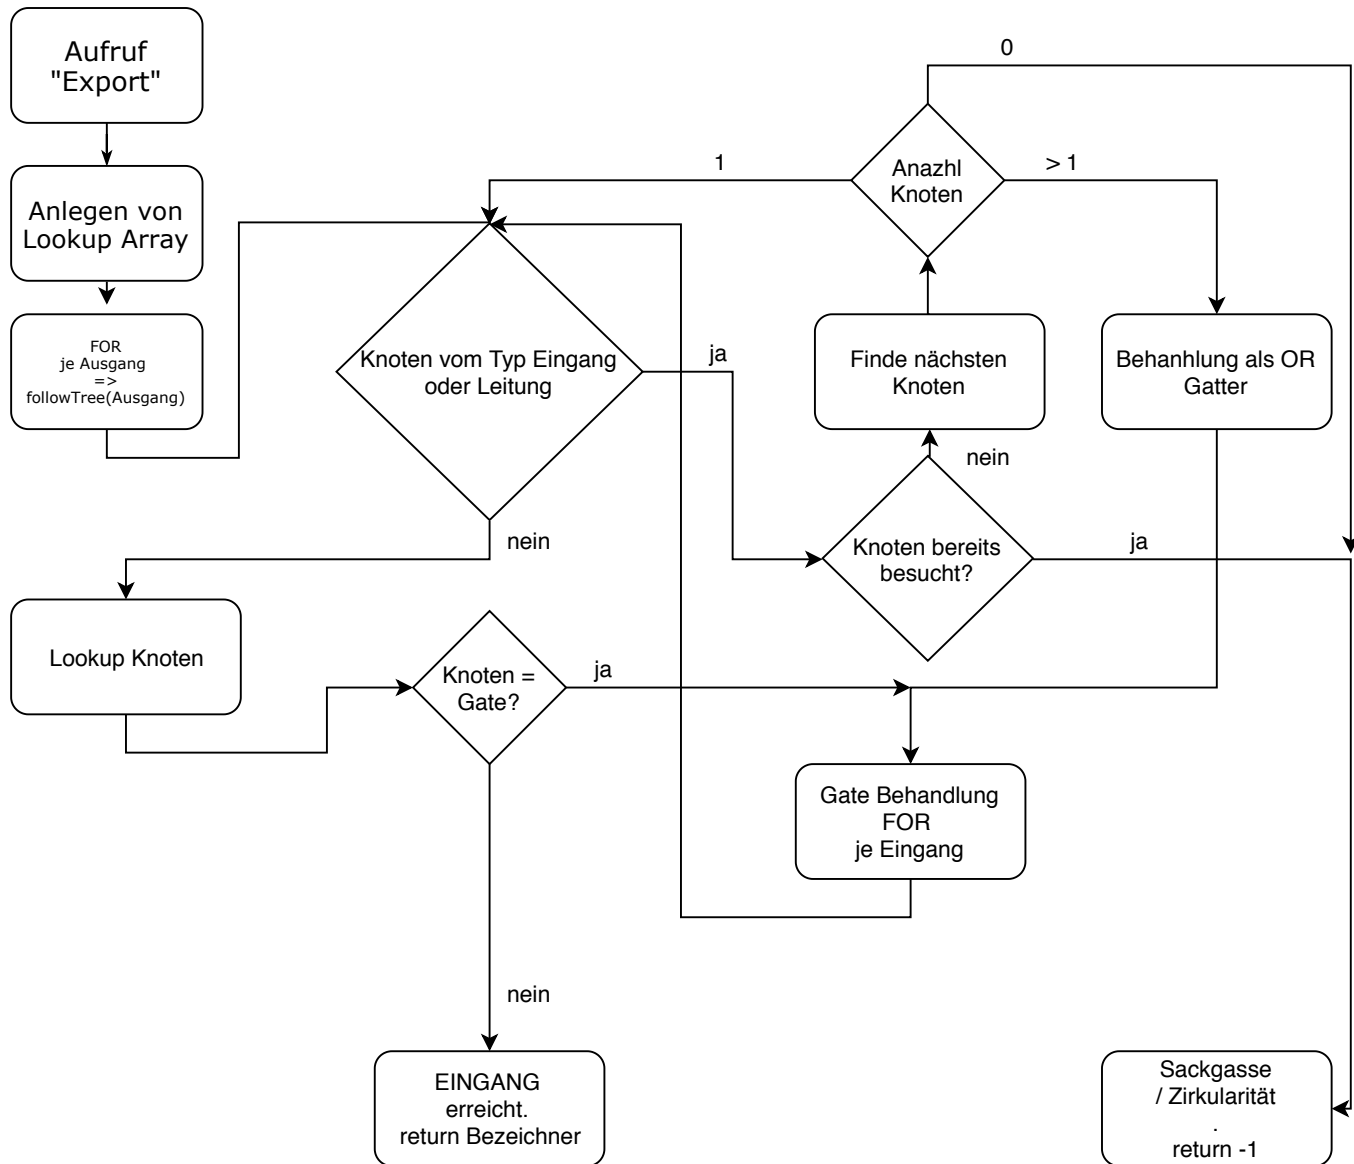 Aufruf
"Export"
Anlegen von
Lookup Array
FOR
je Ausgang
=>
followTree(Ausgang)
Knoten vom Typ Eingang
oder Leitung
ja
nein
Lookup Knoten
Knoten =
Gate?
ja
nein
EINGANG
erreicht.
return Bezeichner
Knoten bereits
besucht?
nein
ja
Finde nächsten
Knoten
Anazhl
Knoten
0
1
> 1
Behanhlung als OR
Gatter
Gate Behandlung
FOR
je Eingang
Sackgasse
/ Zirkularität
.
return -1